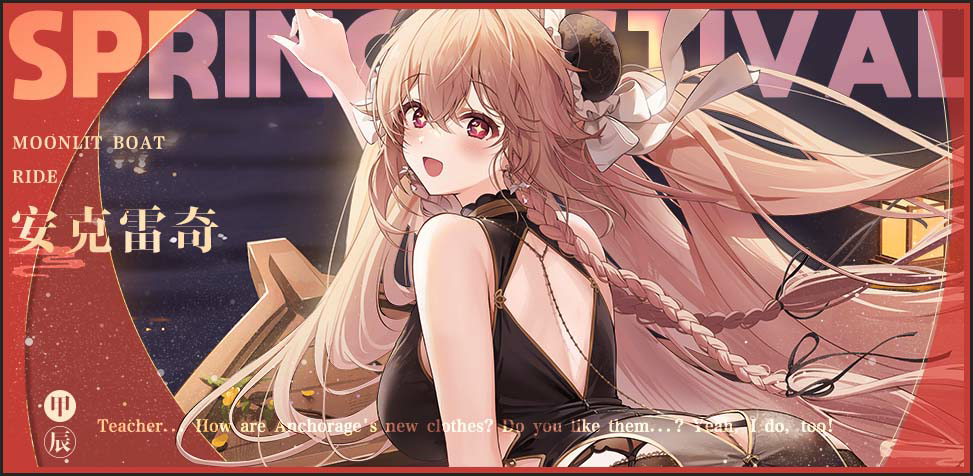 SPRING FESTIVAL
MOONLIT BOAT
RIDE
安克雷奇
甲
辰
Teacher... How are Anchorage's new clothes? Do you like them...? Yeah, I do, too!